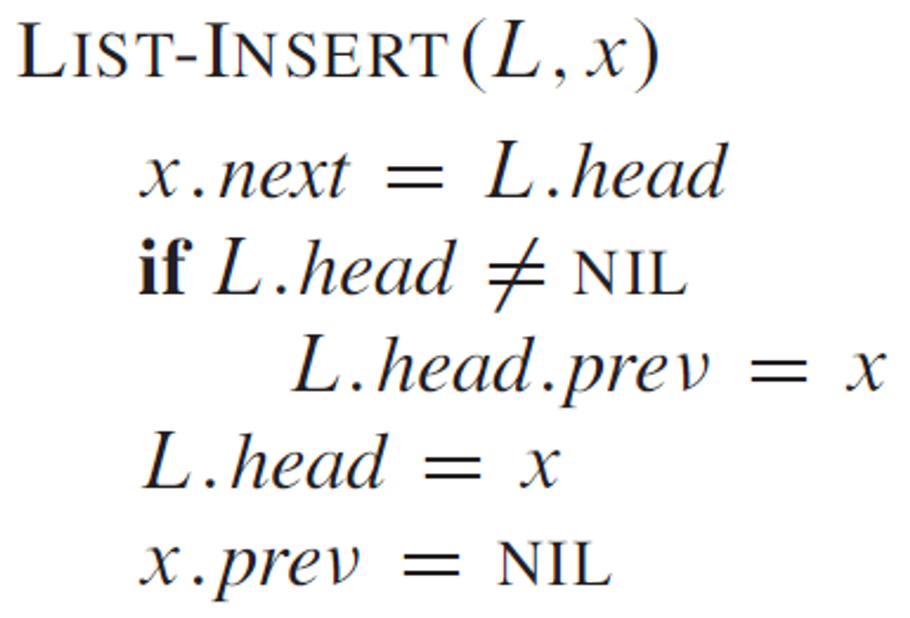 LIST-INSERT(L, x)
x.next = L.head
if L.head ≠ NIL
L.head.prev = x
L.head = x
x.prev = NIL